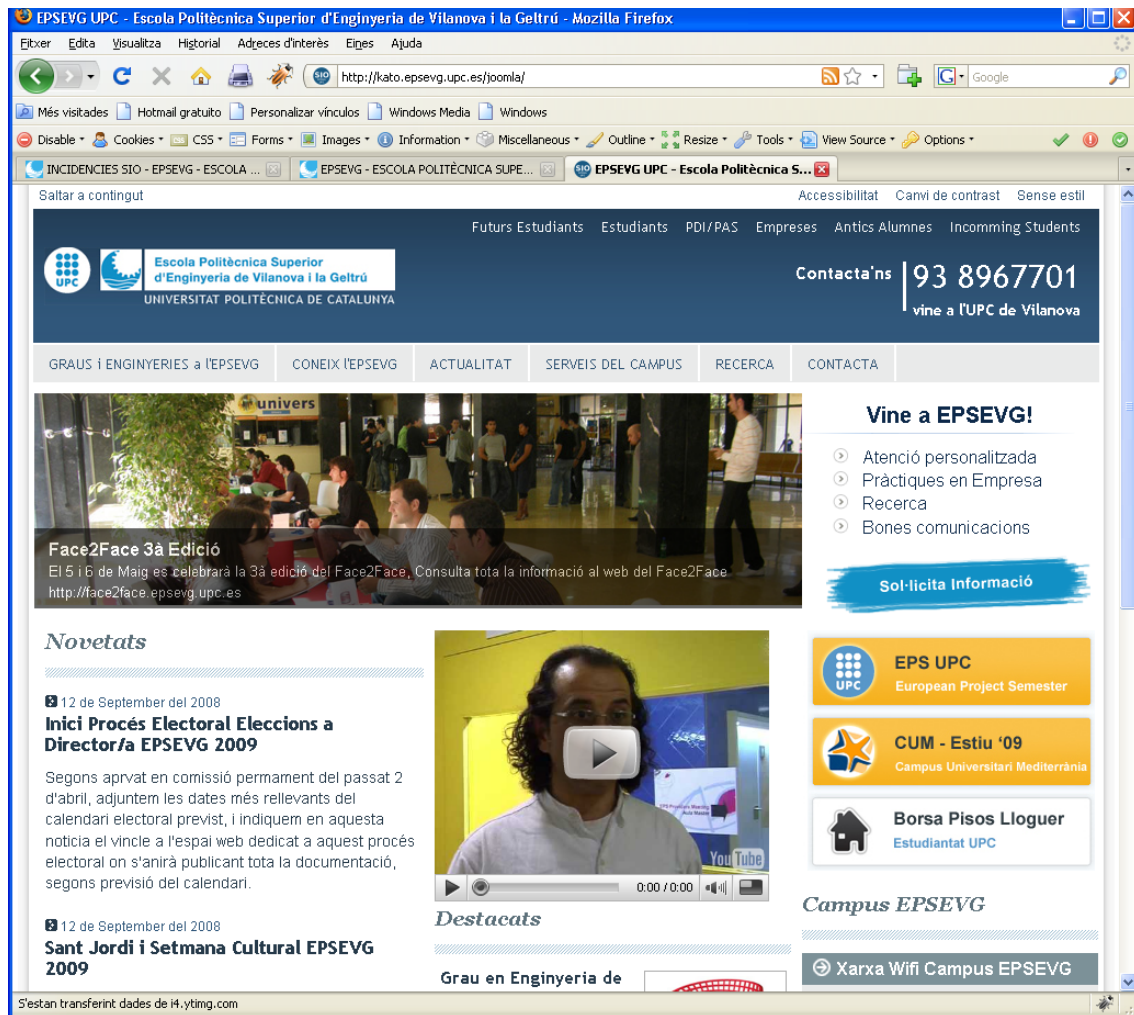 EPSEVG UPC - Escola Politècnica Superior d'Enginyeria de Vilanova i la Geltrú - Mozilla Firefox
Fitxer Edita Visualitza Historial Adreces d'interès Eines Ajuda
SIO http://kato.epsevg.upc.es/joomla/ G Google
Més visitades Hotmail gratuito Personalizar vínculos Windows Media Windows
Disable Cookies CSS Forms Images Information Miscellaneous Outline Resize Tools View Source Options
INCIDENCIES SIO - EPSEVG - ESCOLA ... EPSEVG - ESCOLA POLITÈCNICA SUPE... SIO EPSEVG UPC - Escola Politècnica S...
Saltar a contingut Accessibilitat Canvi de contrast Sense estil
Futurs Estudiants Estudiants PDI/PAS Empreses Antics Alumnes Incomming Students
UPC
Escola Politècnica Superior
d'Enginyeria de Vilanova i la Geltrú
UNIVERSITAT POLITÈCNICA DE CATALUNYA
Contacta'ns 93 8967701
vine a l'UPC de Vilanova
GRAUS i ENGINYERIES a l'EPSEVG CONEIX l'EPSEVG ACTUALITAT SERVEIS DEL CAMPUS RECERCA CONTACTA
univers
Face2Face 3à Edició
El 5 i 6 de Maig es celebrarà la 3à edició del Face2Face, Consulta tota la informació al web del Face2Face
http://face2face.epsevg.upc.es
Vine a EPSEVG!
Atenció personalitzada
Pràctiques en Empresa
Recerca
Bones comunicacions
Sol·licita Informació
Novetats
12 de September del 2008
Inici Procés Electoral Eleccions a
Director/a EPSEVG 2009
Segons aprvat en comissió permament del passat 2
d'abril, adjuntem les dates més rellevants del
calendari electoral previst, i indiquem en aquesta
noticia el vincle a l'espai web dedicat a aquest procés
electoral on s'anirà publicant tota la documentació,
segons previsió del calendari.
12 de September del 2008
Sant Jordi i Setmana Cultural EPSEVG
2009
You Tube
0:00 / 0:00
Destacats
Grau en Enginyeria de
UPC
EPS UPC
European Project Semester
CUM - Estiu '09
Campus Universitari Mediterrània
Borsa Pisos Lloguer
Estudiantat UPC
Campus EPSEVG
Xarxa Wifi Campus EPSEVG
S'estan transferint dades de i4.ytimg.com